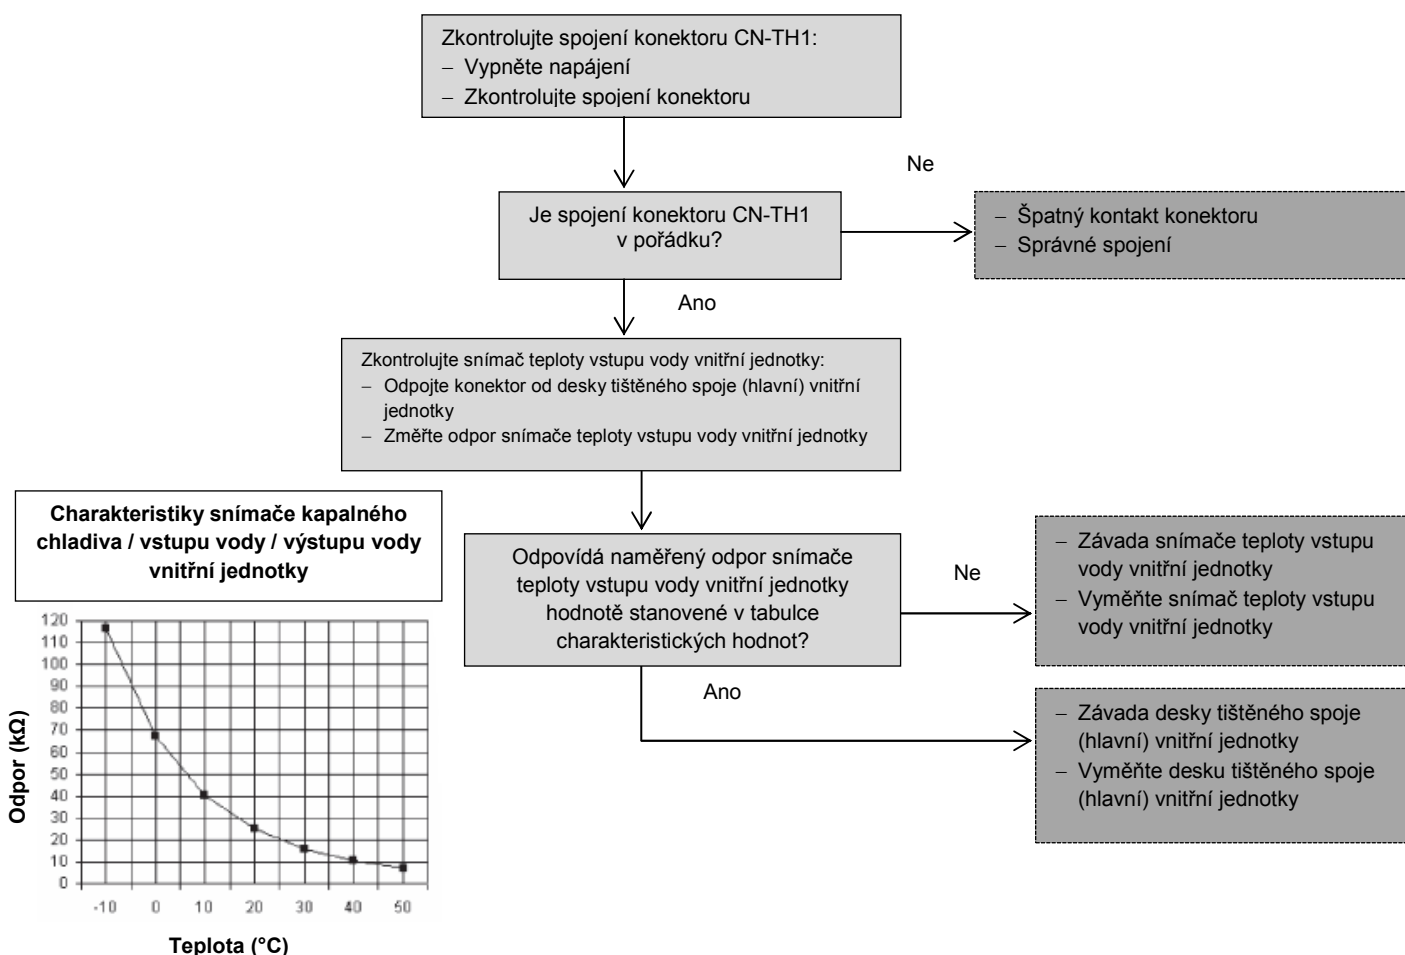 Zkontrolujte spojení konektoru CN-TH1:
– Vypněte napájení
– Zkontrolujte spojení konektoru
Ne
Je spojení konektoru CN-TH1
v pořádku?
– Špatný kontakt konektoru
– Správné spojení
Ano
Zkontrolujte snímač teploty vstupu vody vnitřní jednotky:
– Odpojte konektor od desky tištěného spoje (hlavní) vnitřní
jednotky
– Změřte odpor snímače teploty vstupu vody vnitřní jednotky
Charakteristiky snímače kapalného
chladiva / vstupu vody / výstupu vody
vnitřní jednotky
Odpovídá naměřený odpor snímače
teploty vstupu vody vnitřní jednotky
hodnotě stanovené v tabulce
charakteristických hodnot?
Ne
– Závada snímače teploty vstupu
vody vnitřní jednotky
– Vyměňte snímač teploty vstupu
vody vnitřní jednotky
Ano
– Závada desky tištěného spoje
(hlavní) vnitřní jednotky
– Vyměňte desku tištěného spoje
(hlavní) vnitřní jednotky
Odpor (kΩ)
120
110
100
90
80
70
60
50
40
30
20
10
0
-10 0 10 20 30 40 50
Teplota (°C)